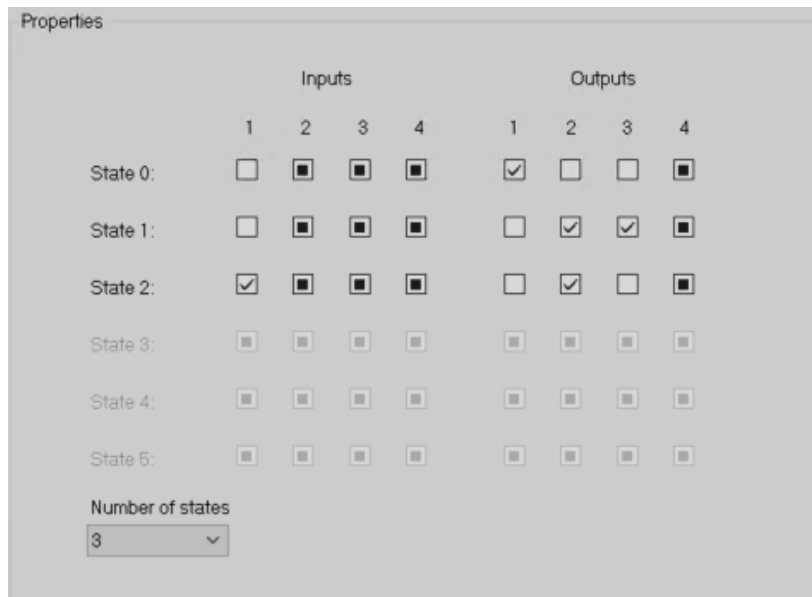 Properties
Inputs Outputs
1 2 3 4 1 2 3 4
State 0:
State 1:
State 2:
State 3:
State 4:
State 5:
Number of states
3